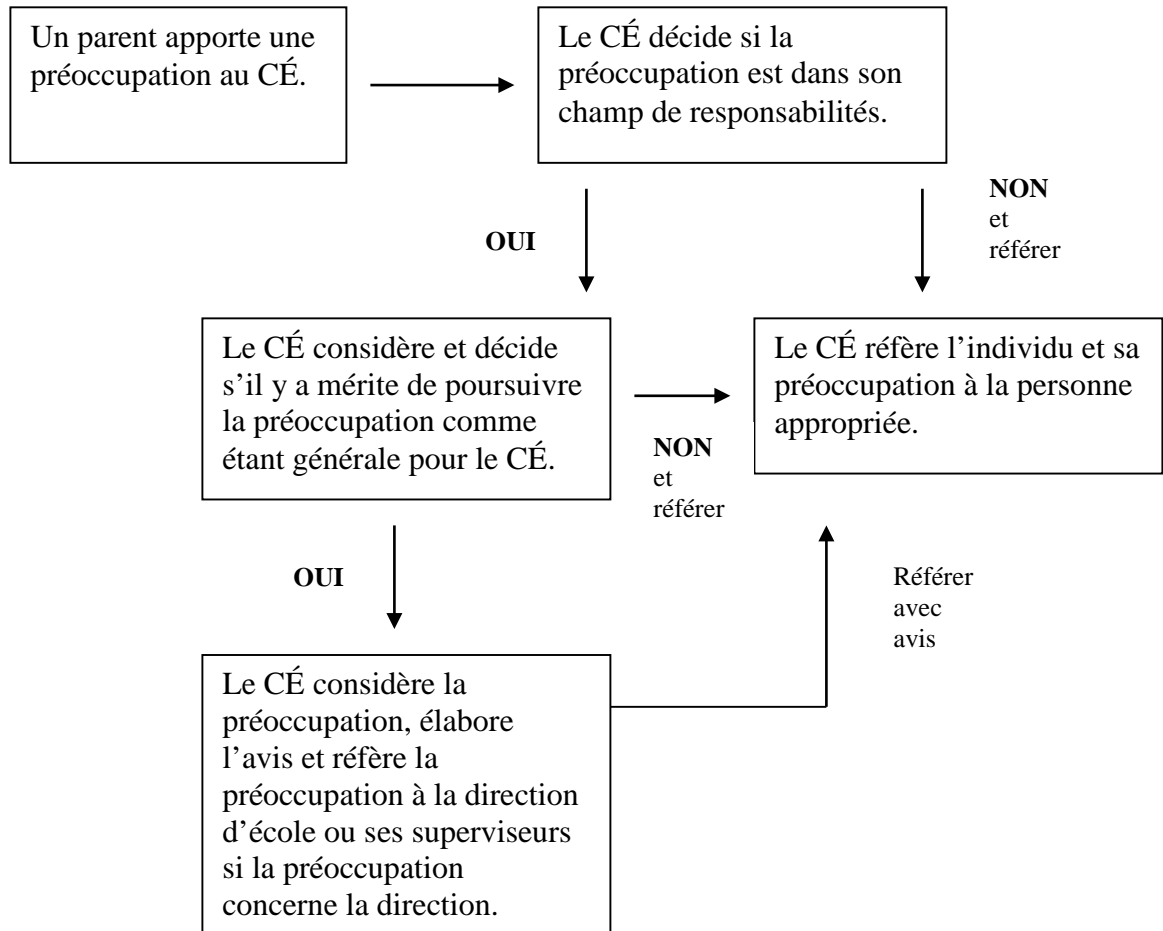 Un parent apporte une
préoccupation au CÉ.
Le CÉ décide si la
préoccupation est dans son
champ de responsabilités.
OUI
NON
et
référer
Le CÉ considère et décide
s’il y a mérite de poursuivre
la préoccupation comme
étant générale pour le CÉ.
NON
et
référer
Le CÉ réfère l’individu et sa
préoccupation à la personne
appropriée.
OUI
Référer
avec
avis
Le CÉ considère la
préoccupation, élabore
l’avis et réfère la
préoccupation à la direction
d’école ou ses superviseurs
si la préoccupation
concerne la direction.